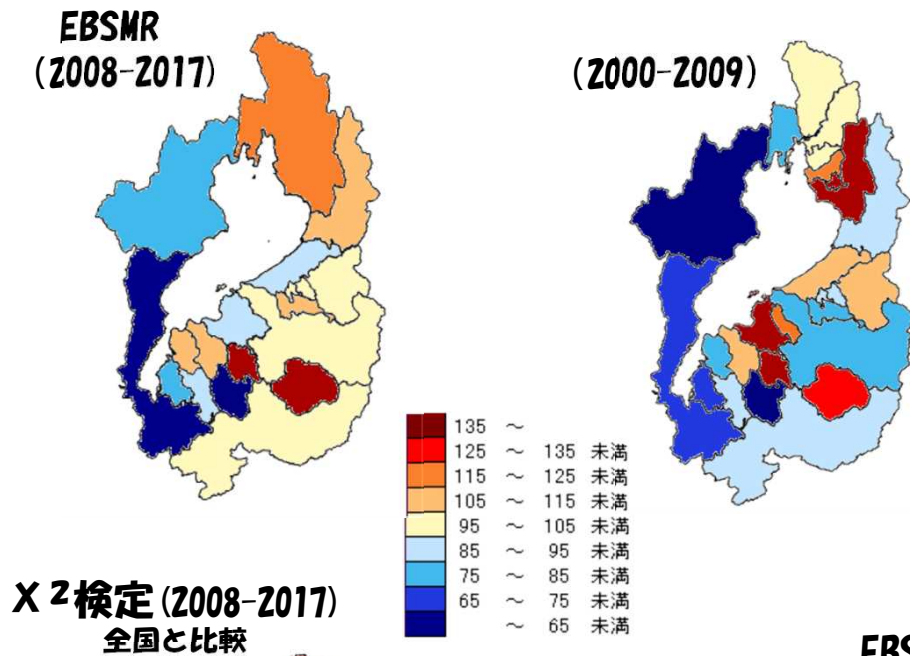 EBSMR
(2008-2017)
(2000-2009)
135 ～
125 ～ 135 未満
115 ～ 125 未満
105 ～ 115 未満
95 ～ 105 未満
85 ～ 95 未満
75 ～ 85 未満
65 ～ 75 未満
～ 65 未満
X2検定(2008-2017)
全国と比較
EBS